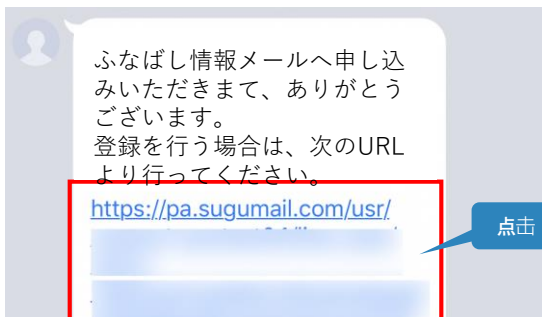 ふなばし情報メールへ申し込
みいただきまて、ありがとう
ございます。
登録を行う場合は、次のURL
より行ってください。
https://pa.sugumail.com/usr/
点击